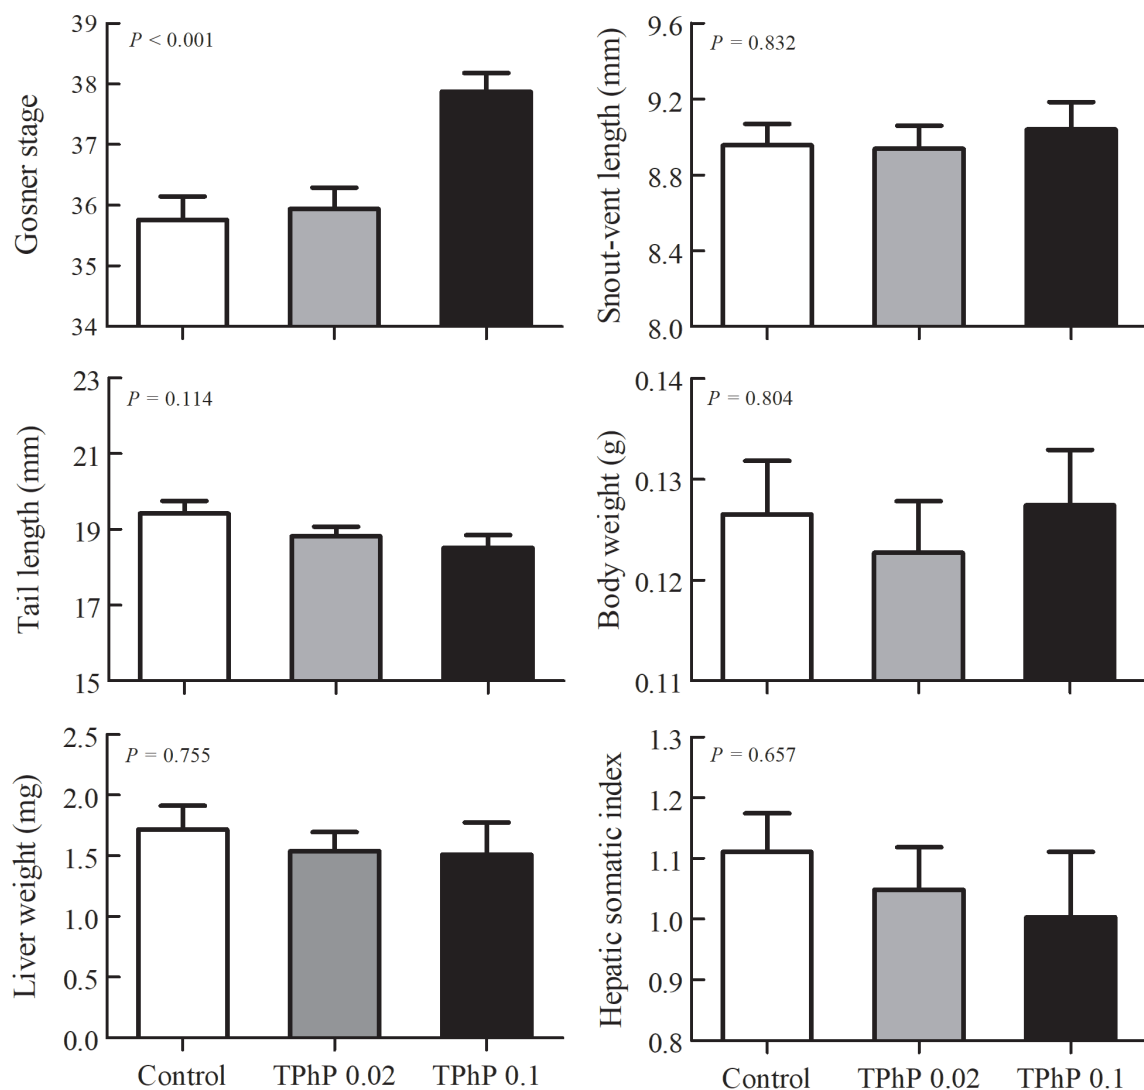 Gosner stage
39
38
37
36
35
34
P < 0.001
Snout-vent length (mm)
9.6
9.2
8.8
8.4
8.0
P = 0.832
Tail length (mm)
23
21
19
17
15
P = 0.114
Body weight (g)
0.14
0.13
0.12
0.11
P = 0.804
Liver weight (mg)
2.5
2.0
1.5
1.0
0.5
0.0
P = 0.755
Control TPhP 0.02 TPhP 0.1
Hepatic somatic index
1.3
1.2
1.1
1.0
0.9
0.8
P = 0.657
Control TPhP 0.02 TPhP 0.1